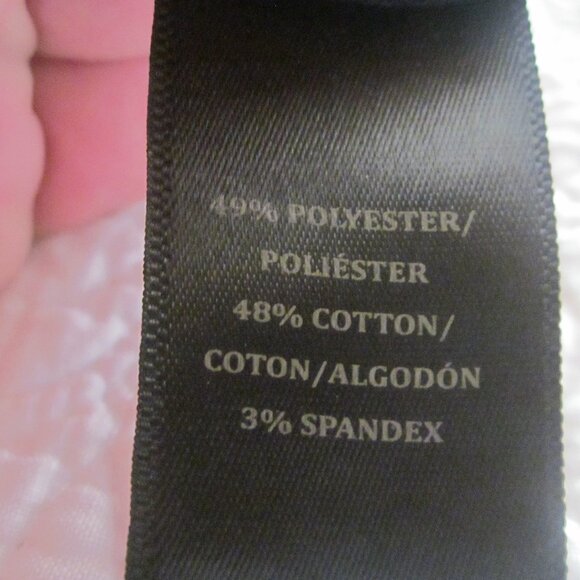 49% POLYESTER/
POLIÉSTER
48% COTTON/
COTON/ALGODÓN
3% SPANDEX